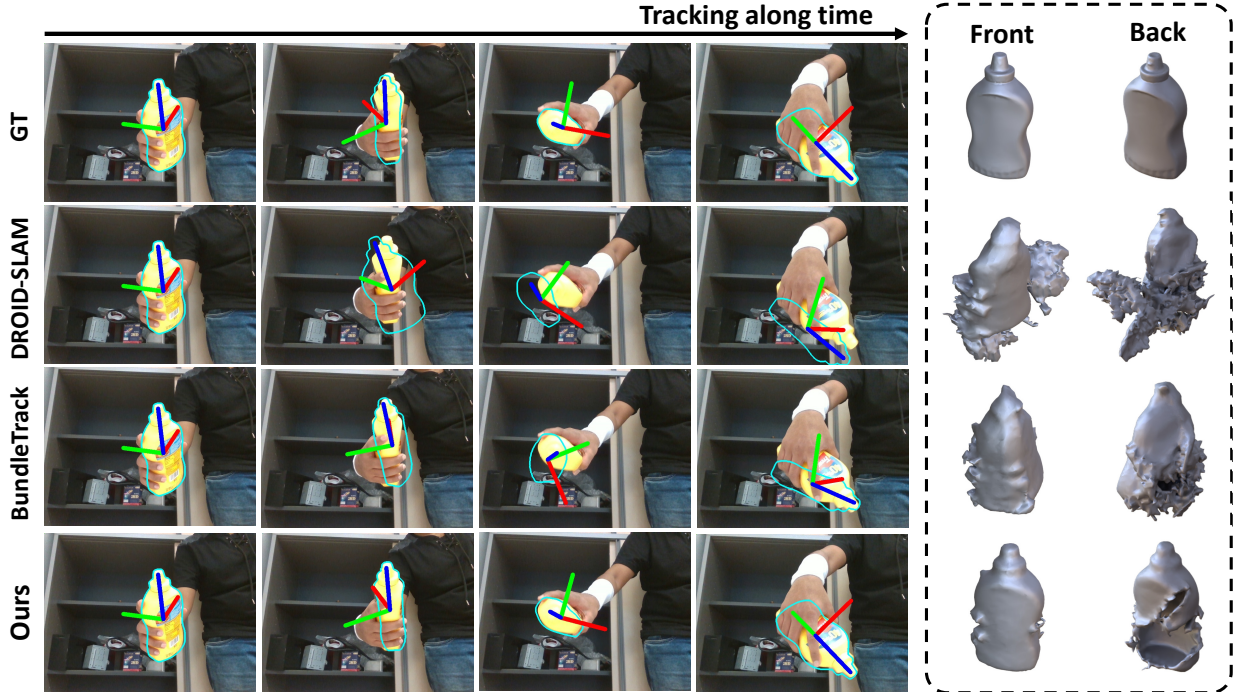 Tracking along time
Front
Back
GT
DROID-SLAM
BundleTrack
Ours